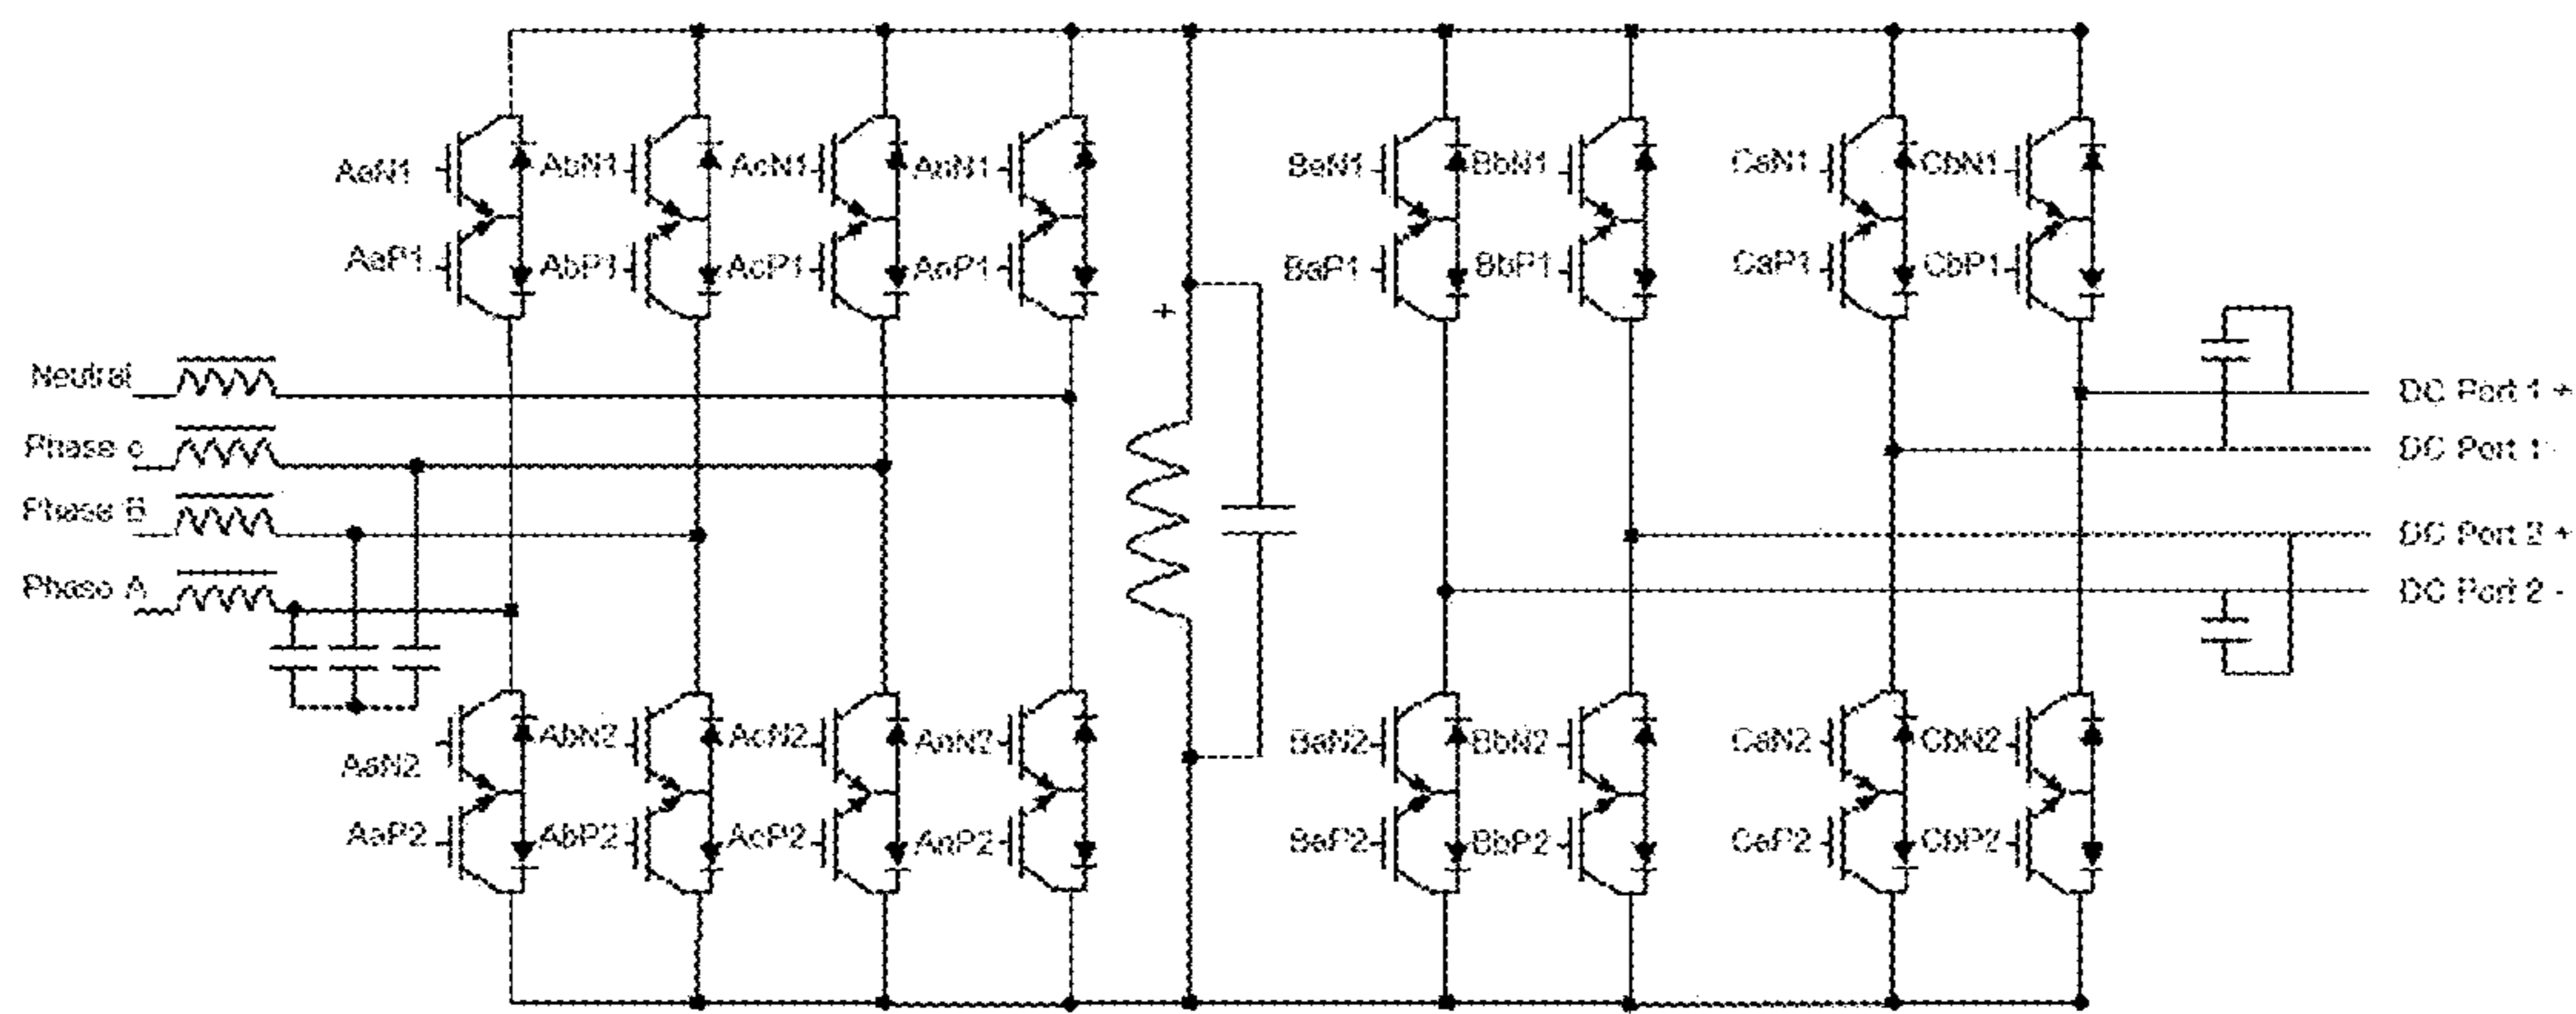 AaN1 AbN1 AcN1 AnN1 BaN1 BbN1 CaN1 CbN1
AaP1 AbP1 AcP1 AnP1 BaP1 BbP1 CaP1 CbP1
+
Neutral
DC Port 1 +
Phase c
DC Port 1 -
Phase B
DC Port 2 +
Phase A
DC Port 2 -
AaN2 AbN2 AcN2 AnN2 BaN2 BbN2 CaN2 CbN2
AaP2 AbP2 AcP2 AnP2 BaP2 BbP2 CaP2 CbP2